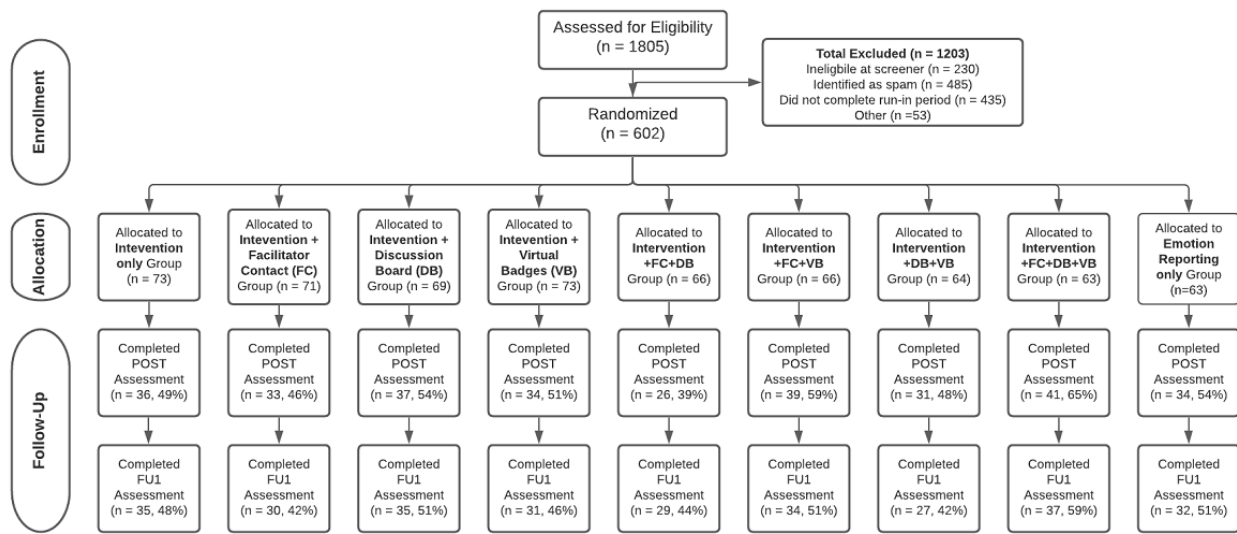 Assessed for Eligibility
(n = 1805)
Total Excluded (n = 1203)
Ineligbile at screener (n = 230)
Identified as spam (n = 485)
Did not complete run-in period (n = 435)
Other (n =53)
Enrollment
Randomized
(n = 602)
Allocation
Allocated to
Intevention
only Group
(n = 73)
Allocated to
Intevention +
Facilitator
Contact (FC)
Group (n = 71)
Allocated to
Intevention +
Discussion
Board (DB)
Group (n = 69)
Allocated to
Intevention +
Virtual
Badges (VB)
Group (n = 73)
Allocated to
Intervention
+FC+DB
Group (n = 66)
Allocated to
Intervention
+FC+VB
Group (n = 66)
Allocated to
Intervention
+DB+VB
Group (n = 64)
Allocated to
Intervention
+FC+DB+VB
Group (n = 63)
Allocated to
Emotion
Reporting
only Group
(n=63)
Follow-Up
Completed
POST
Assessment
(n = 36, 49%)
Completed
POST
Assessment
(n = 33, 46%)
Completed
POST
Assessment
(n = 37, 54%)
Completed
POST
Assessment
(n = 34, 51%)
Completed
POST
Assessment
(n = 26, 39%)
Completed
POST
Assessment
(n = 39, 59%)
Completed
POST
Assessment
(n = 31, 48%)
Completed
POST
Assessment
(n = 41, 65%)
Completed
POST
Assessment
(n = 34, 54%)
Completed
FU1
Assessment
(n = 35, 48%)
Completed
FU1
Assessment
(n = 30, 42%)
Completed
FU1
Assessment
(n = 35, 51%)
Completed
FU1
Assessment
(n = 31, 46%)
Completed
FU1
Assessment
(n = 29, 44%)
Completed
FU1
Assessment
(n = 34, 51%)
Completed
FU1
Assessment
(n = 27, 42%)
Completed
FU1
Assessment
(n = 37, 59%)
Completed
FU1
Assessment
(n = 32, 51%)